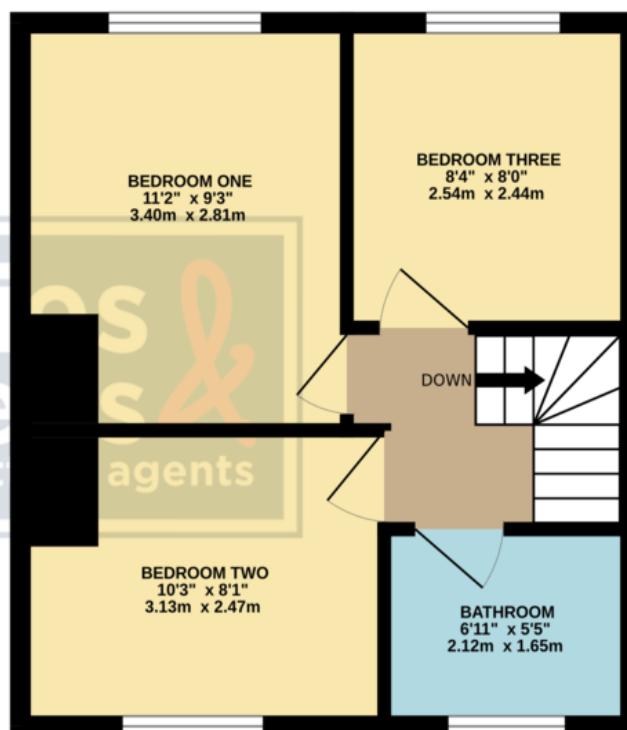 BEDROOM ONE
11'2" x 9'3"
3.40m x 2.81m
BEDROOM THREE
8'4" x 8'0"
2.54m x 2.44m
DOWN
&
agents
BEDROOM TWO
10'3" x 8'1"
3.13m x 2.47m
BATHROOM
6'11" x 5'5"
2.12m x 1.65m